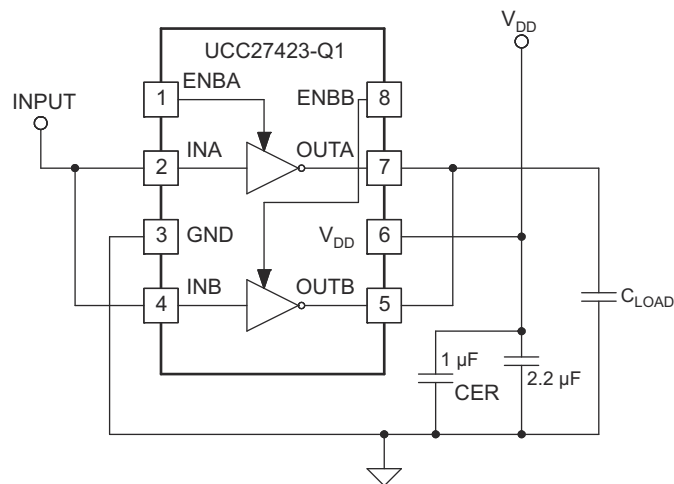 V_DD
UCC27423-Q1
ENBA
1
ENBB
8
INPUT
INA
2
OUTA
7
3
GND
V_DD
6
4
INB
OUTB
5
C_LOAD
1 µF
CER
2.2 µF